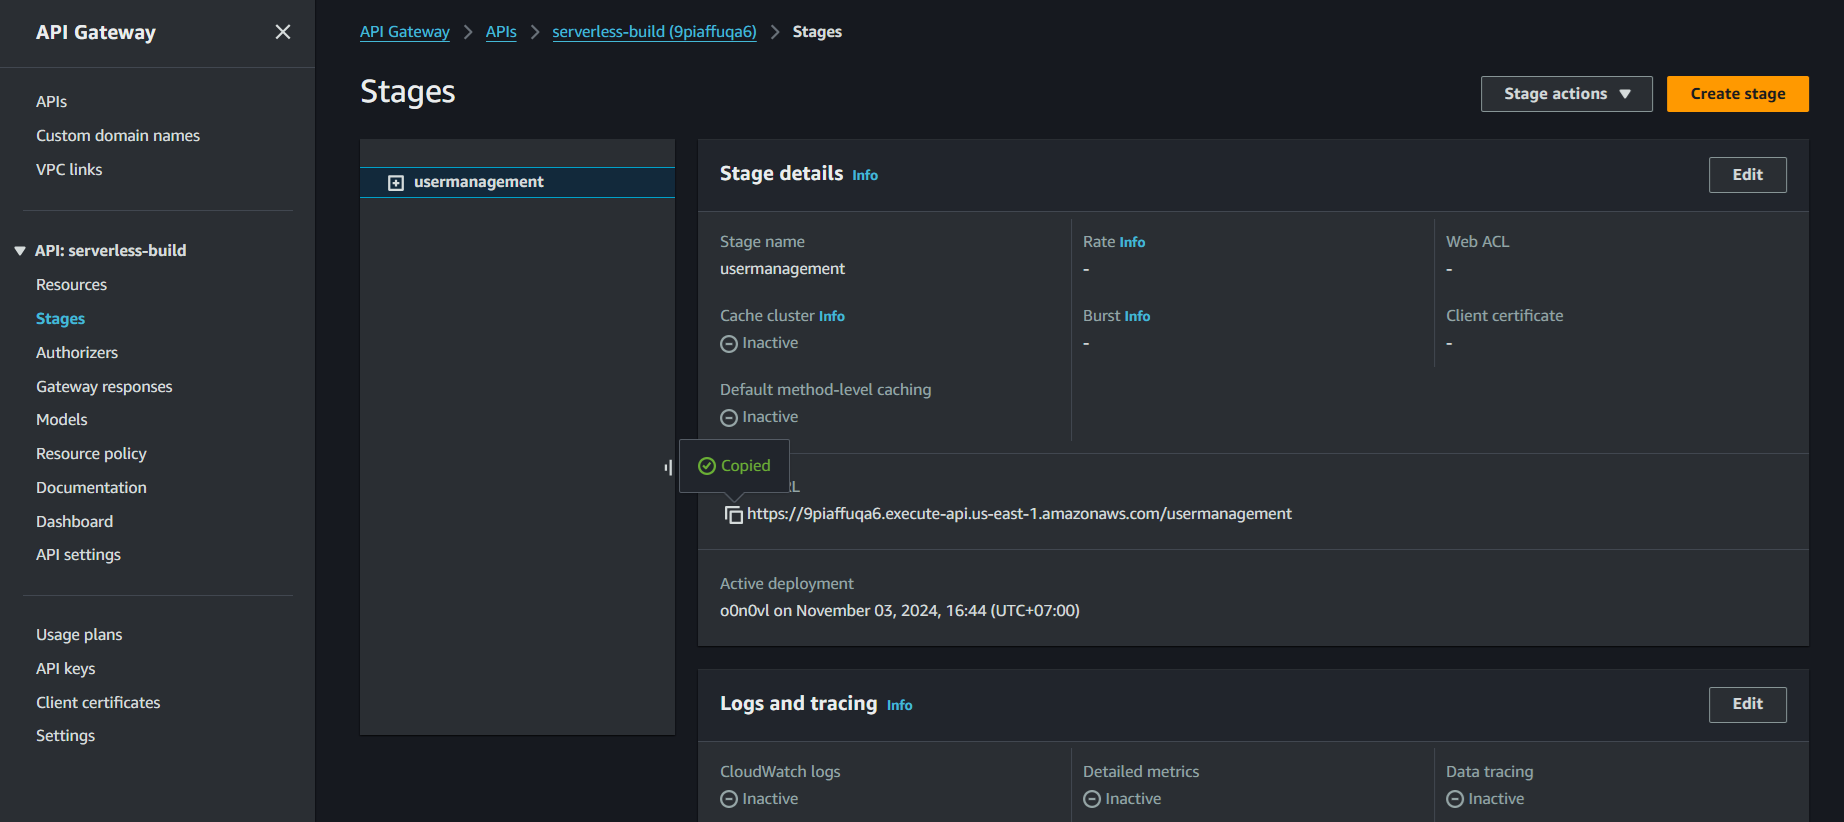 API Gateway
APIs
Custom domain names
VPC links
API: serverless-build
Resources
Stages
Authorizers
Gateway responses
Models
Resource policy
Documentation
Dashboard
API settings
Usage plans
API keys
Client certificates
Settings
API Gateway > APIs > serverless-build (9piaffuqa6) > Stages
Stages
Stage actions
Create stage
usermanagement
Stage details Info
Edit
Stage name
usermanagement
Rate Info
-
Web ACL
-
Cache cluster Info
Inactive
Burst Info
-
Client certificate
-
Default method-level caching
Inactive
Copied
https://9piaffuqa6.execute-api.us-east-1.amazonaws.com/usermanagement
Active deployment
o0n0vl on November 03, 2024, 16:44 (UTC+07:00)
Logs and tracing Info
Edit
CloudWatch logs
Inactive
Detailed metrics
Inactive
Data tracing
Inactive